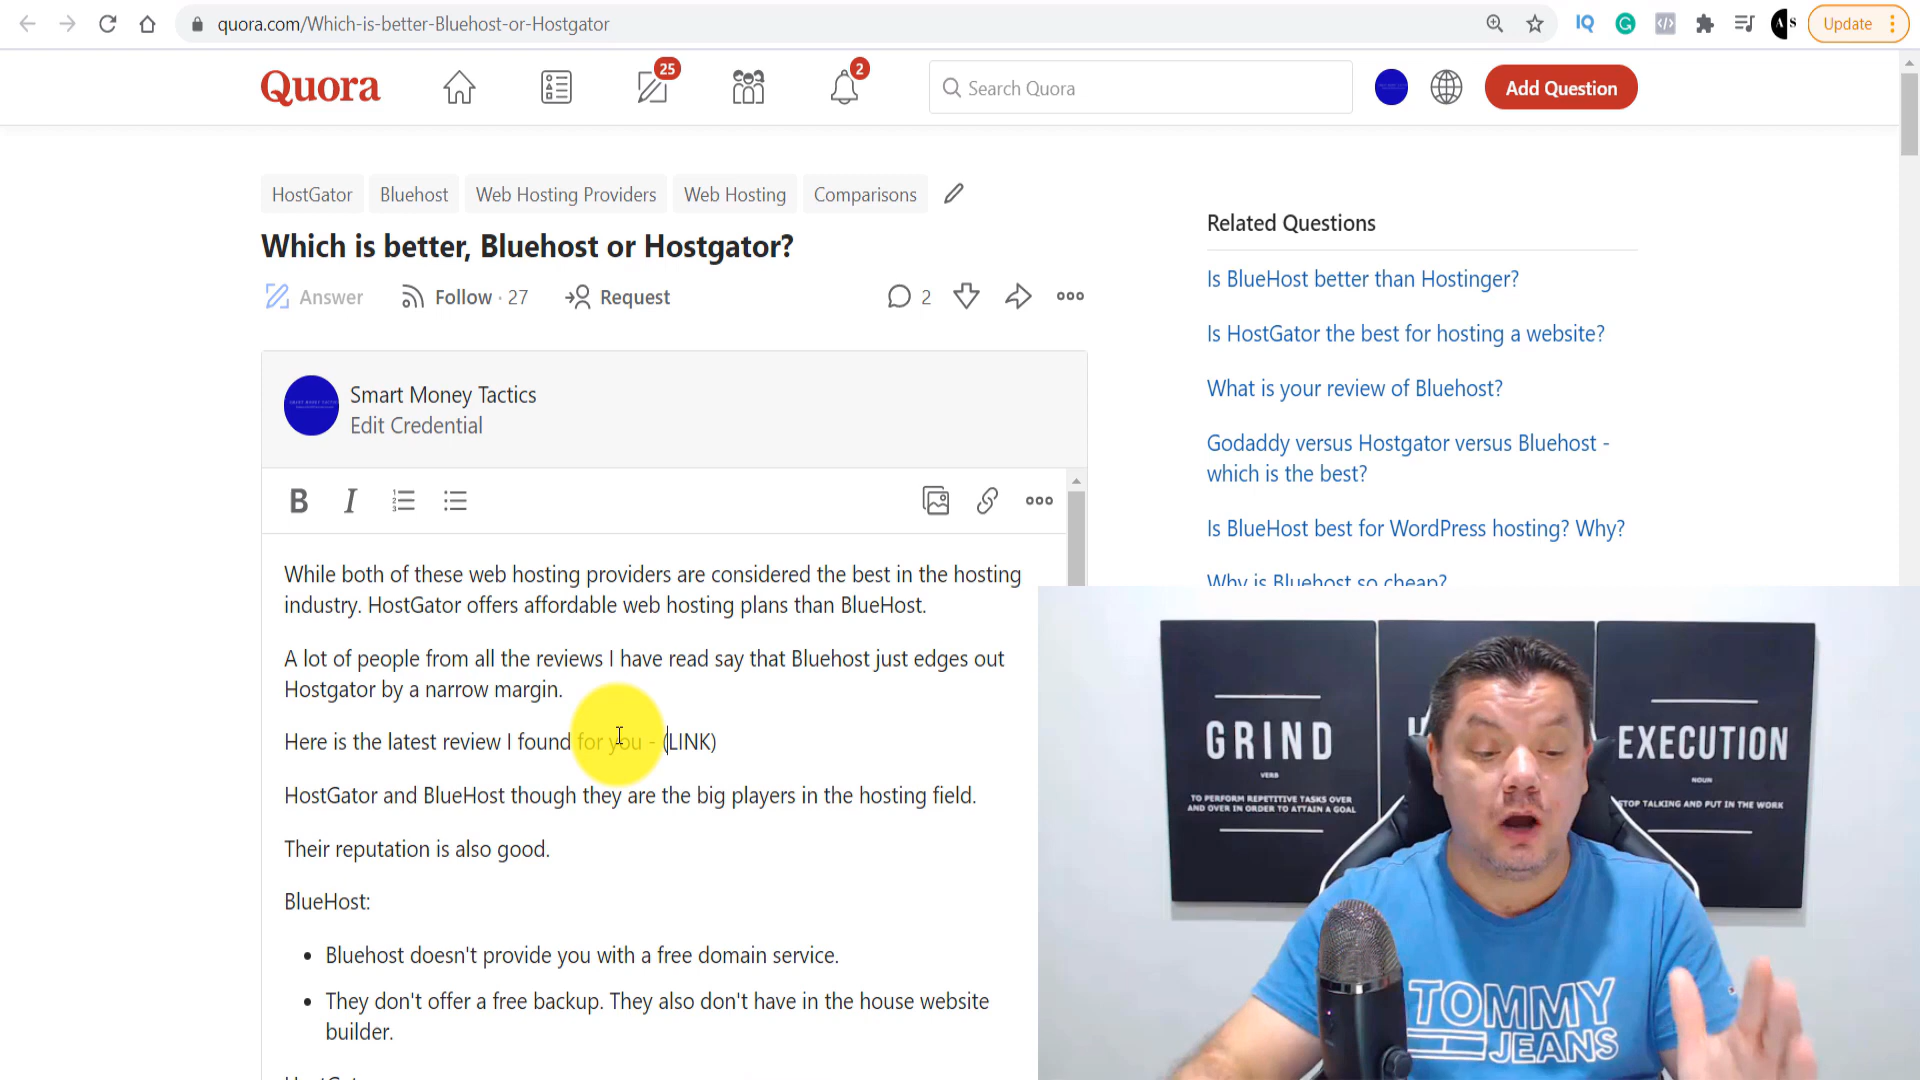 quora.com/Which-is-better-Bluehost-or-Hostgator
IQ
A S
Update
Quora
25
2
Search Quora
Add Question
HostGator
Bluehost
Web Hosting Providers
Web Hosting
Comparisons
Which is better, Bluehost or Hostgator?
Answer
Follow · 27
Request
2
Smart Money Tactics
Edit Credential
B I
While both of these web hosting providers are considered the best in the hosting
industry. HostGator offers affordable web hosting plans than BlueHost.
A lot of people from all the reviews I have read say that Bluehost just edges out
Hostgator by a narrow margin.
Here is the latest review I found for you - (LINK)
HostGator and BlueHost though they are the big players in the hosting field.
Their reputation is also good.
BlueHost:
• Bluehost doesn't provide you with a free domain service.
• They don't offer a free backup. They also don't have in the house website
builder.
Related Questions
Is BlueHost better than Hostinger?
Is HostGator the best for hosting a website?
What is your review of Bluehost?
Godaddy versus Hostgator versus Bluehost -
which is the best?
Is BlueHost best for WordPress hosting? Why?
Why is Bluehost so cheap?
GRIND
VERB
TO PERFORM REPETITIVE TASKS OVER
AND OVER IN ORDER TO ATTAIN A GOAL
EXECUTION
NOUN
STOP TALKING AND PUT IN THE WORK
TOMMY
JEANS